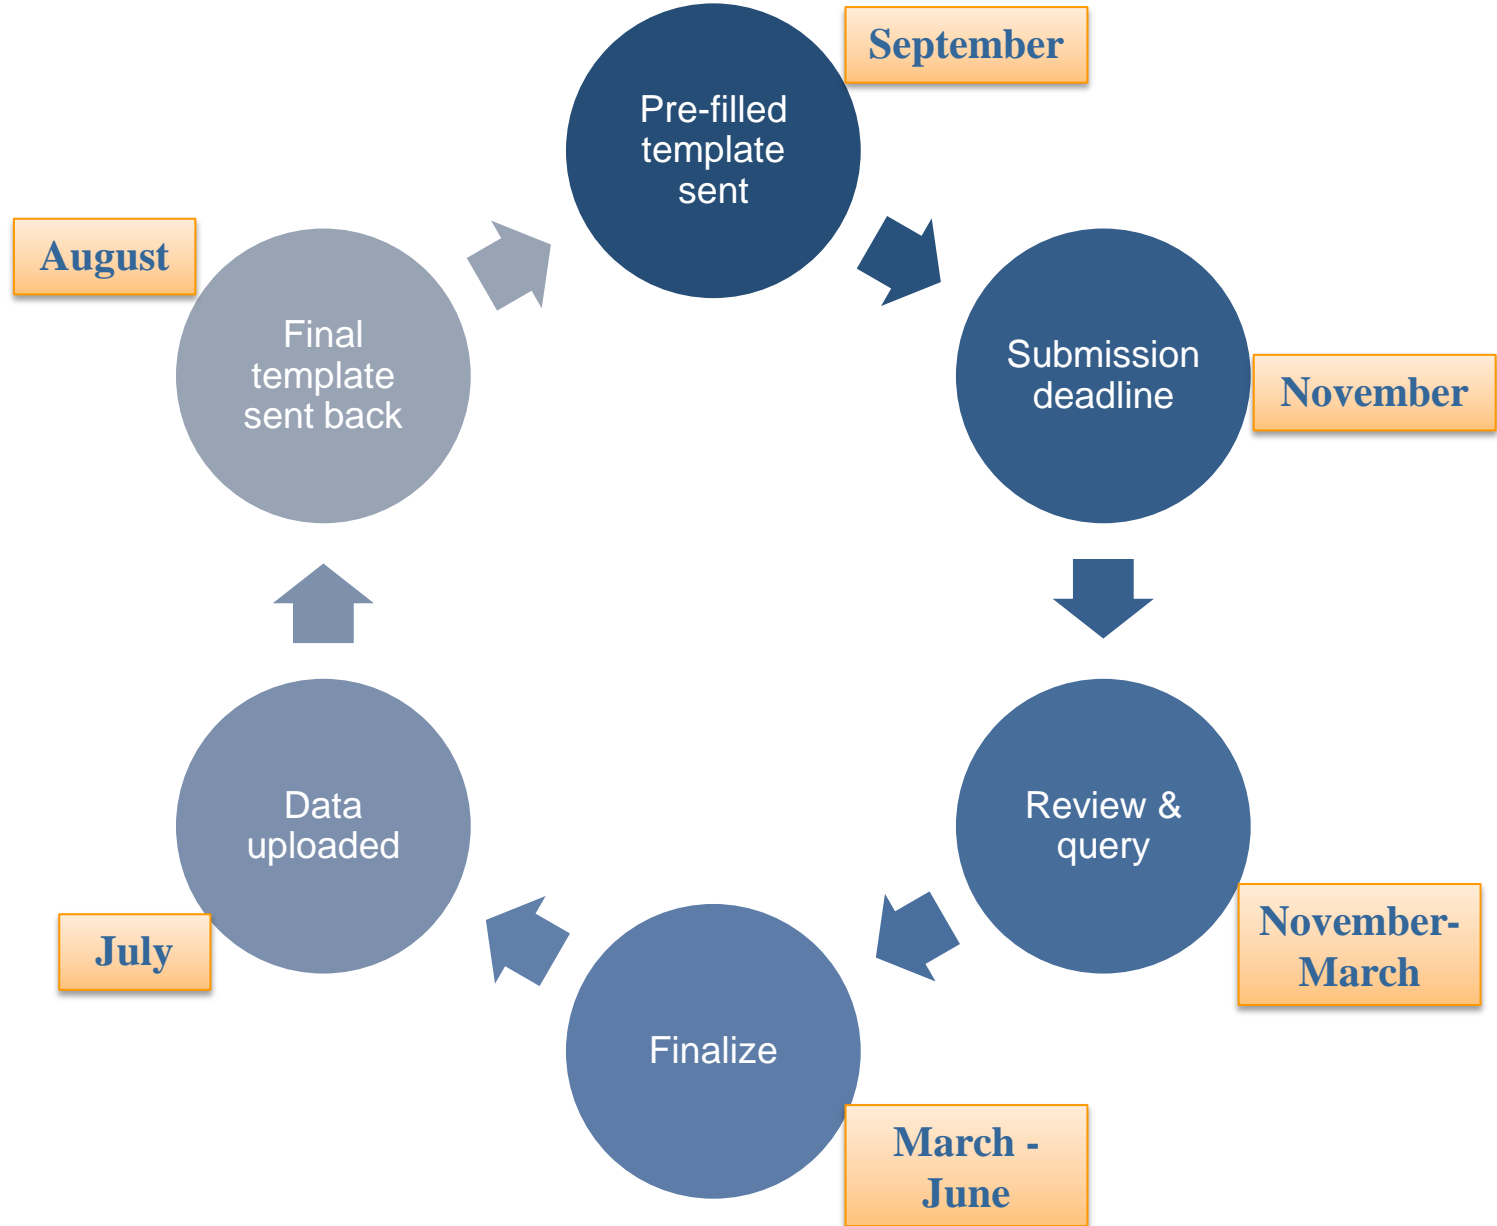 Pre-filled
template
sent
September
Submission
deadline
November
Review &
query
November-
March
Finalize
March -
June
Data
uploaded
July
Final
template
sent back
August